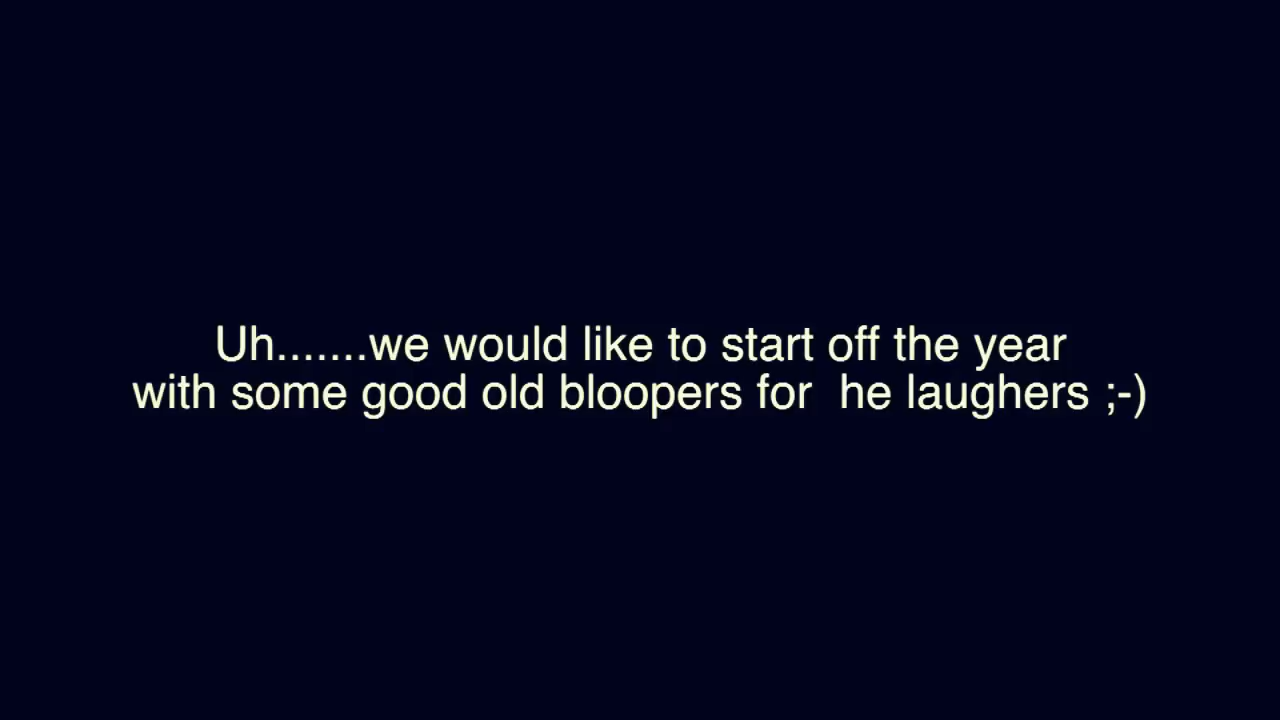 Uh.......we would like to start off the year
with some good old bloopers for  he laughers ;-)